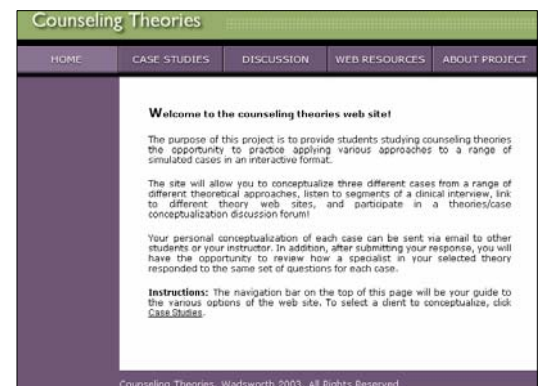 Counseling Theories
HOME CASE STUDIES DISCUSSION WEB RESOURCES ABOUT PROJECT
Welcome to the counseling theories web site!
The purpose of this project is to provide students studying counseling theories
the opportunity to practice applying various approaches to a range of
simulated cases in an interactive format.
The site will allow you to conceptualize three different cases from a range of
different theoretical approaches, listen to segments of a clinical interview, link
to different theory web sites, and participate in a theories/case
conceptualization discussion forum!
Your personal conceptualization of each case can be sent via email to other
students or your instructor. In addition, after submitting your response, you will
have the opportunity to review how a specialist in your selected theory
responded to the same set of questions for each case.
Instructions: The navigation bar on the top of this page will be your guide to
the various options of the web site. To select a client to conceptualize, click
Case Studies.
Counseling Theories, Wadsworth 2003. All Rights Reserved